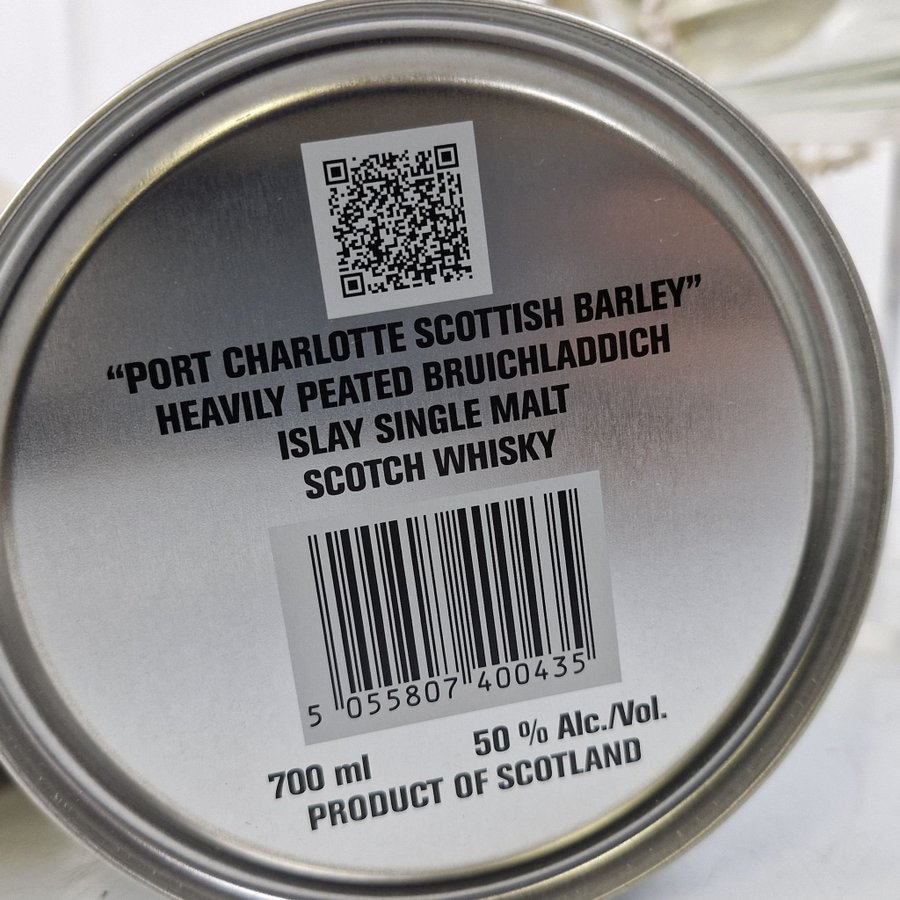 “PORT CHARLOTTE SCOTTISH BARLEY”
HEAVILY PEATED BRUICHLADDICH
ISLAY SINGLE MALT
SCOTCH WHISKY
5 055807 400435
700 ml 50 % Alc./Vol.
PRODUCT OF SCOTLAND